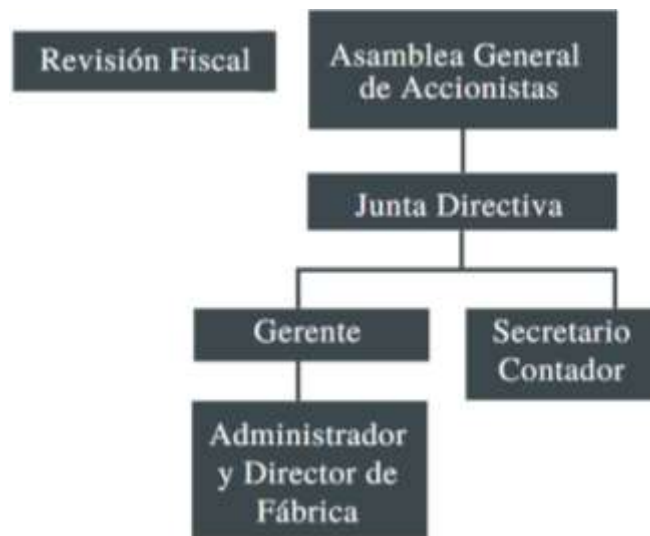 Revisión Fiscal
Asamblea General
de Accionistas
Junta Directiva
Gerente
Secretario
Contador
Administrador
y Director de
Fábrica